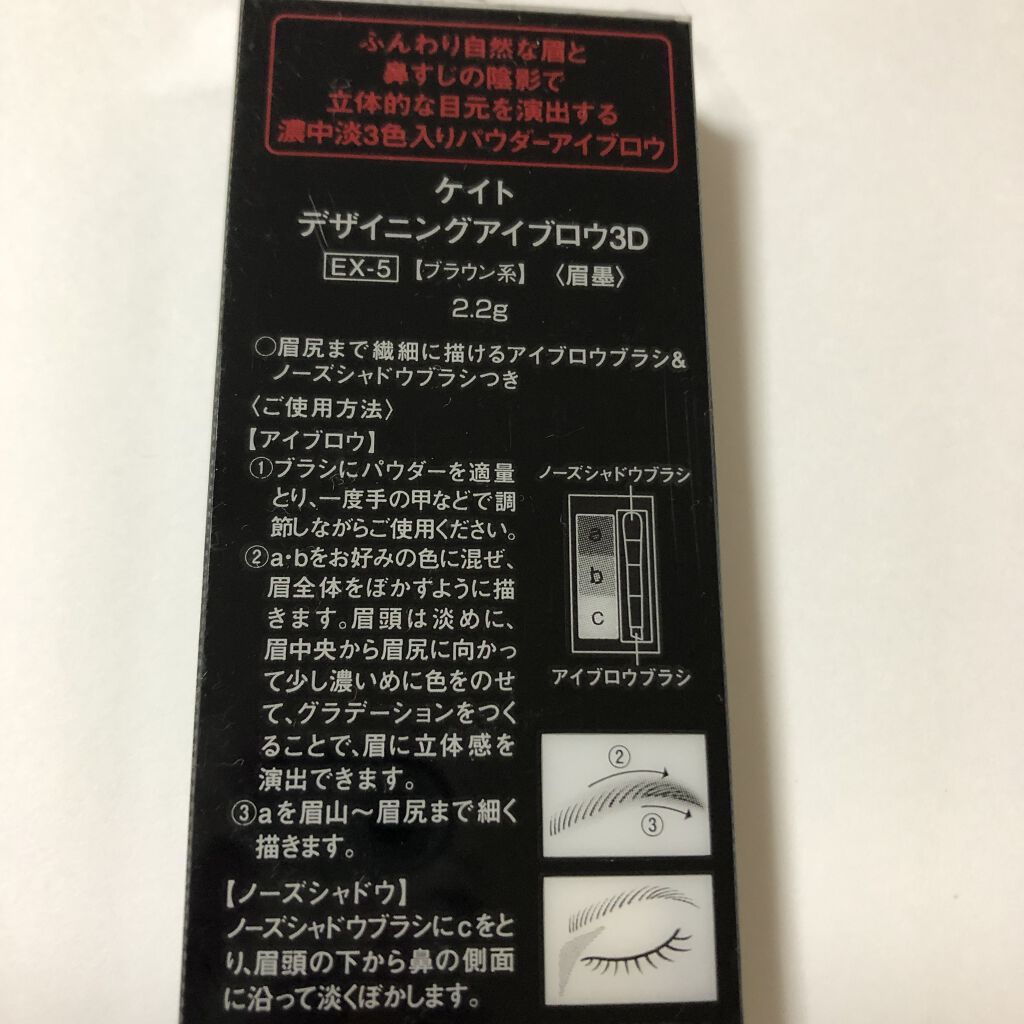 ふんわり自然な眉と
鼻すじの陰影で
立体的な目元を演出する
濃中淡3色入りパウダーアイブロウ
ケイト
デザイニングアイブロウ3D
EX-5 【ブラウン系】 〈眉墨〉
2.2g
○眉尻まで繊細に描けるアイブロウブラシ&
ノーズシャドウブラシつき
〈ご使用方法〉
【アイブロウ】
①ブラシにパウダーを適量
とり、一度手の甲などで調
節しながらご使用ください。
②a・bをお好みの色に混ぜ、
眉全体をぼかすように描
きます。眉頭は淡めに、
眉中央から眉尻に向かっ
て少し濃いめに色をのせ
て、グラデーションをつく
ることで、眉に立体感を
演出できます。
③aを眉山〜眉尻まで細く
描きます。
【ノーズシャドウ】
ノーズシャドウブラシにcをと
り、眉頭の下から鼻の側面
に沿って淡くぼかします。
ノーズシャドウブラシ
a
b
c
アイブロウブラシ
②
③